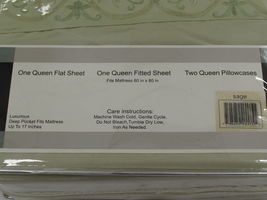 One Queen Flat Sheet
One Queen Fitted Sheet
Fits Mattress 60 in x 80 in
Two Queen Pillowcases
sage
Luxurious
Deep Pocket Fits Mattress
Up To 17 Inches
Care instructions:
Machine Wash Cold, Gentle Cycle,
Do Not Bleach,Tumble Dry Low,
Iron As Needed